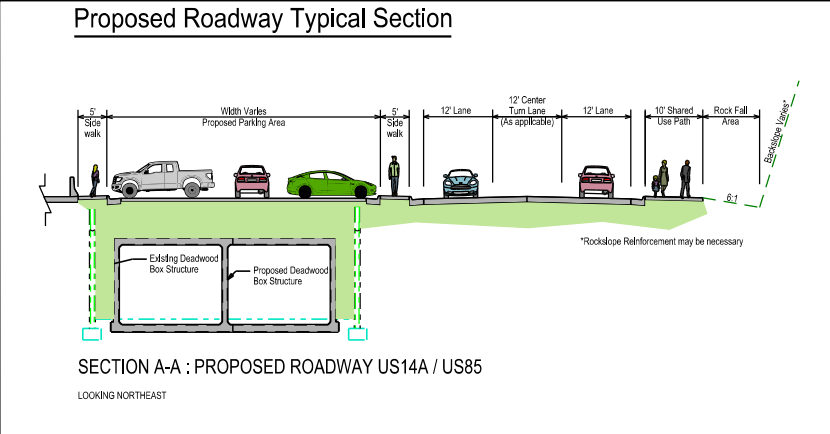 Proposed Roadway Typical Section
5'
Side
walk
Width Varies
Proposed Parking Area
5'
Side
walk
12' Lane
12' Center
Turn Lane
(As applicable)
12' Lane
10' Shared
Use Path
Rock Fall
Area
Backslope Varies*
6:1
*Rockslope Reinforcement may be necessary
Existing Deadwood
Box Structure
Proposed Deadwood
Box Structure
SECTION A-A : PROPOSED ROADWAY US14A / US85
LOOKING NORTHEAST